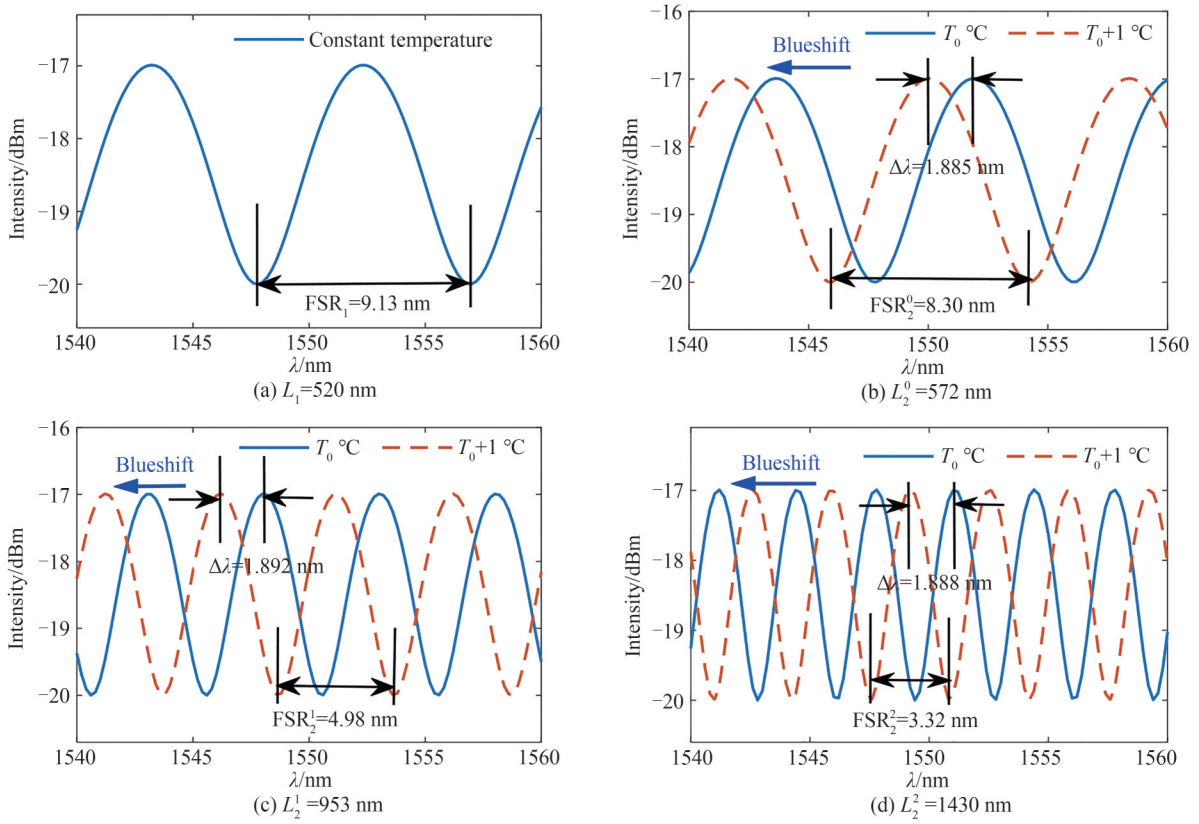 Constant temperature
Intensity/dBm
−17
−18
−19
−20
FSR₁=9.13 nm
1540 1545 1550 1555 1560
λ/nm
(a) L₁=520 nm
T₀ °C T₀+1 °C
Blueshift
Intensity/dBm
−16
−17
−18
−19
−20
Δλ=1.885 nm
FSR₂⁰=8.30 nm
1540 1545 1550 1555 1560
λ/nm
(b) L₂⁰=572 nm
T₀ °C T₀+1 °C
Blueshift
Intensity/dBm
−16
−17
−18
−19
−20
Δλ=1.892 nm
FSR₂¹=4.98 nm
1540 1545 1550 1555 1560
λ/nm
(c) L₂¹=953 nm
T₀ °C T₀+1 °C
Blueshift
Intensity/dBm
−16
−17
−18
−19
−20
Δλ=1.888 nm
FSR₂²=3.32 nm
1540 1545 1550 1555 1560
λ/nm
(d) L₂²=1430 nm